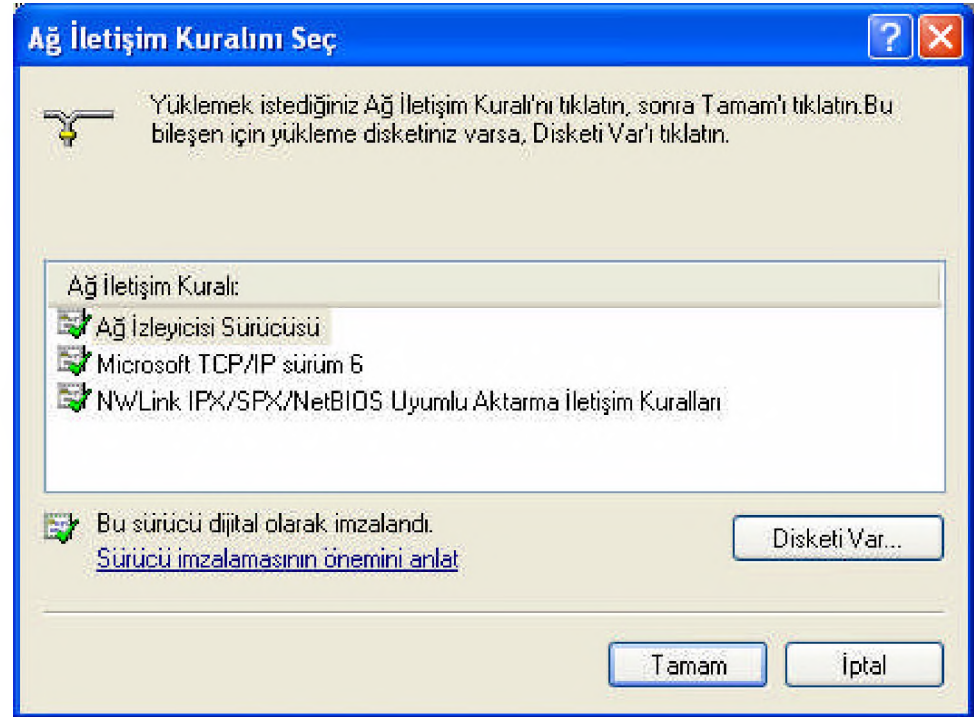 Ağ İletişim Kuralını Seç
Yüklemek istediğiniz Ağ İletişim Kuralı'nı tıklatın, sonra Tamam'ı tıklatın.Bu
bileşen için yükleme disketiniz varsa, Disketi Var'ı tıklatın.
Ağ İletişim Kuralı:
Ağ İzleyicisi Sürücüsü
Microsoft TCP/IP sürüm 6
NWLink IPX/SPX/NetBIOS Uyumlu Aktarma İletişim Kuralları
Bu sürücü dijital olarak imzalandı.
Sürücü imzalamasının önemini anlat
Disketi Var...
Tamam
İptal